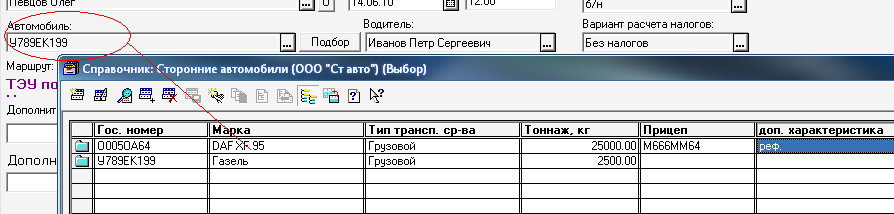 Певцов Олег ... О 14.06.10 12.00 б/н ...
Автомобиль: Водитель: Вариант расчета налогов:
У789ЕК199 ... Подбор Иванов Петр Сергеевич ... Без налогов ...
Маршрут: Справочник: Сторонние автомобили (ООО "Ст авто") (Выбор)
ТЭУ по
Дополнит
Дополн
Гос. номер Марка Тип трансп. ср-ва Тоннаж, кг Прицеп доп. характеристика
О005ОА64 DAF XF 95 Грузовой 25000.00 М666ММ64 реф.
У789ЕК199 Газель Грузовой 2500.00